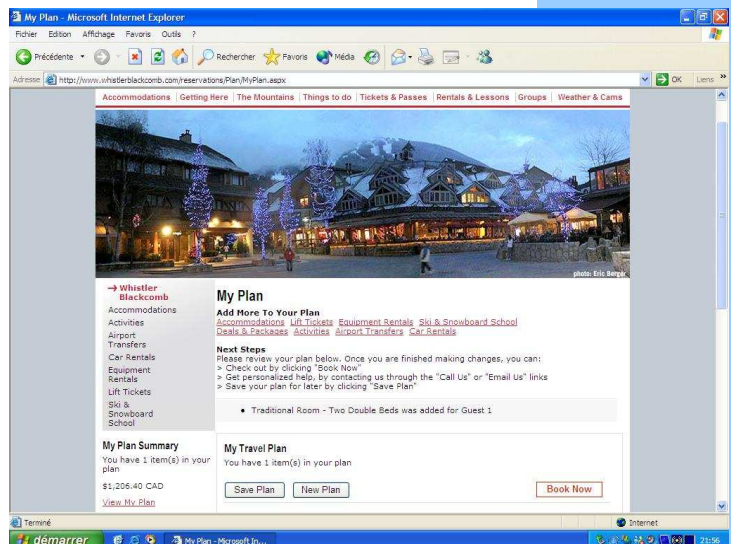 My Plan - Microsoft Internet Explorer
Fichier Edition Affichage Favoris Outils ?
Précédente Rechercher Favoris Média
Adresse http://www.whistlerblackcomb.com/reservations/Plan/MyPlan.aspx OK Liens »
Accommodations | Getting Here | The Mountains | Things to do | Tickets & Passes | Rentals & Lessons | Groups | Weather & Cams
photo: Eric Berger
→ Whistler
Blackcomb
Accommodations
Activities
Airport
Transfers
Car Rentals
Equipment
Rentals
Lift Tickets
Ski &
Snowboard
School
My Plan
Add More To Your Plan
Accommodations Lift Tickets Equipment Rentals Ski & Snowboard School
Deals & Packages Activities Airport Transfers Car Rentals
Next Steps
Please review your plan below. Once you are finished making changes, you can:
> Check out by clicking "Book Now"
> Get personalized help, by contacting us through the "Call Us" or "Email Us" links
> Save your plan for later by clicking "Save Plan"
• Traditional Room - Two Double Beds was added for Guest 1
My Plan Summary
You have 1 item(s) in your
plan
$1,206.40 CAD
View My Plan
My Travel Plan
You have 1 item(s) in your plan
Save Plan New Plan Book Now
Terminé Internet
démarrer My Plan - Microsoft In... 21:56